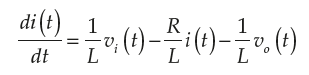 di(t)/dt = 1/L v_i(t) − R/L i(t) − 1/L v_o(t)